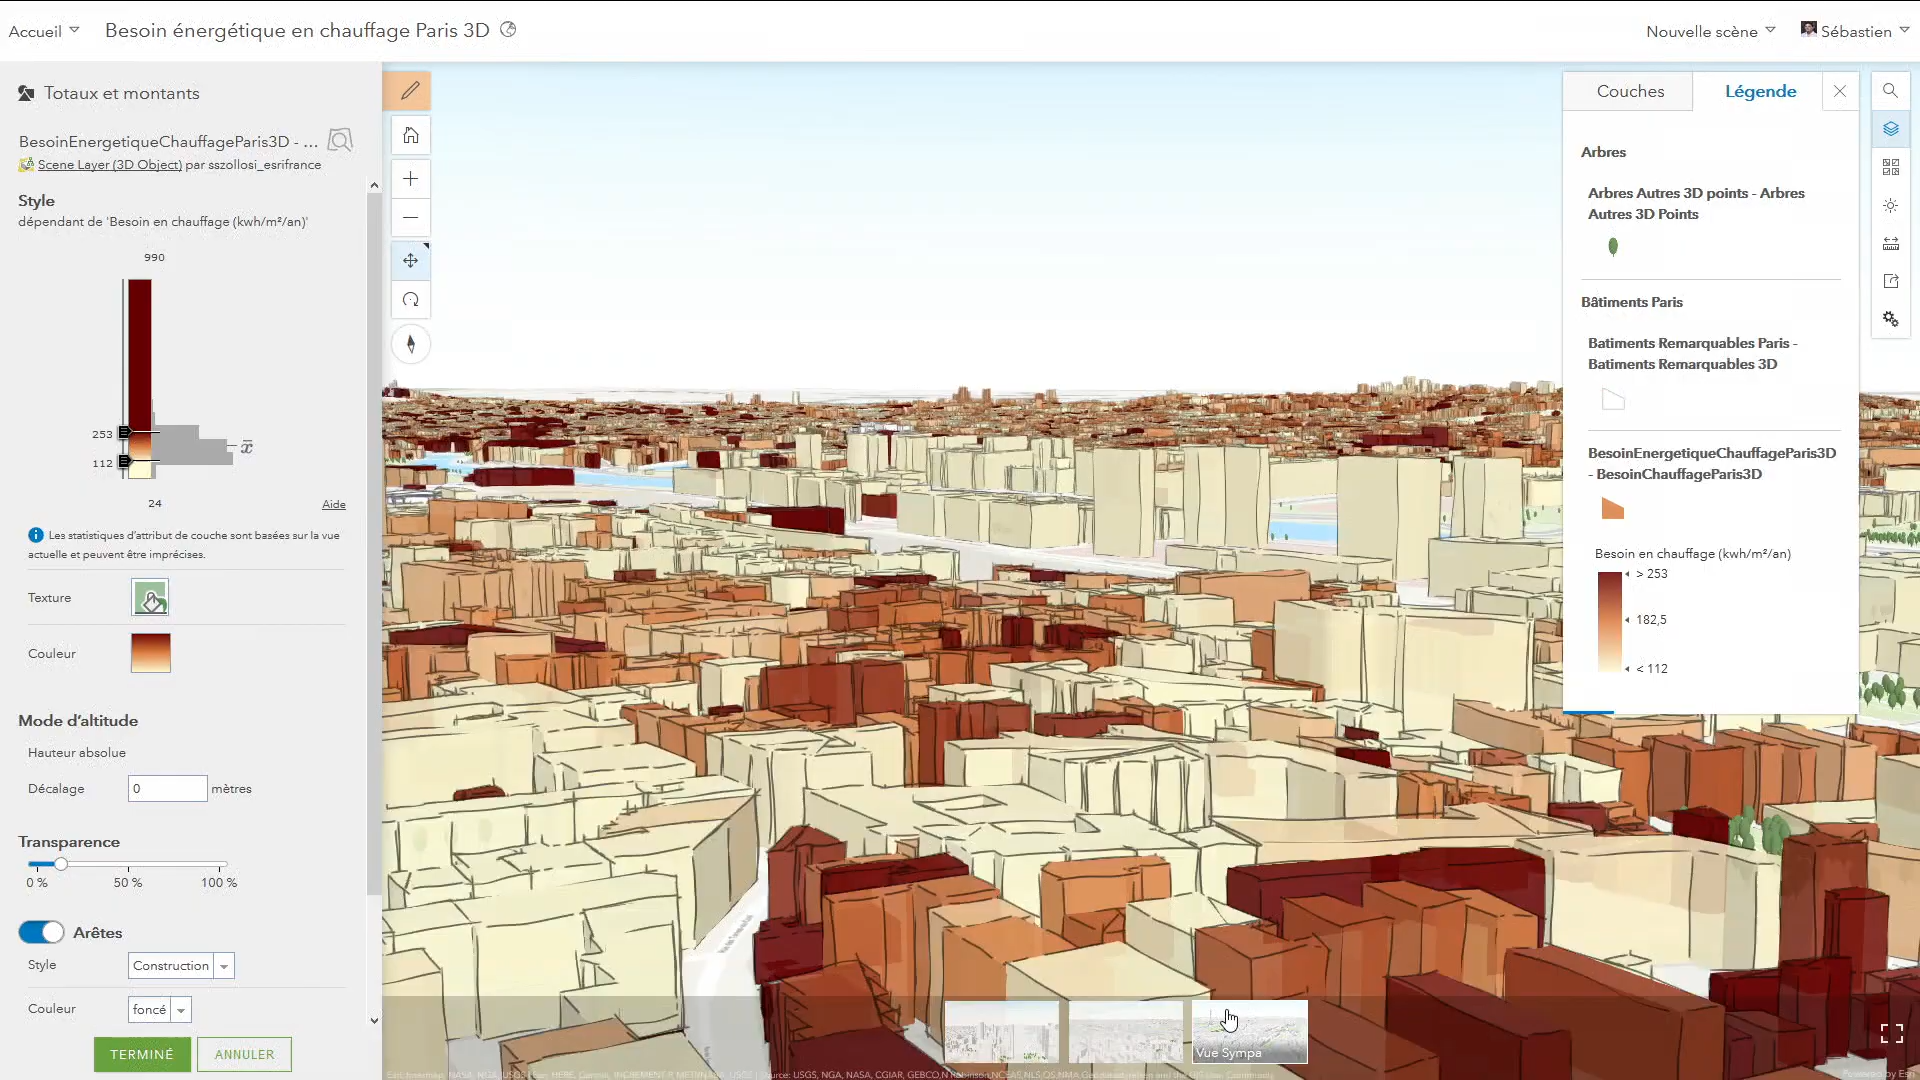 Accueil
Besoin énergétique en chauffage Paris 3D
Nouvelle scène
Sébastien
Totaux et montants
BesoinEnergetiqueChauffageParis3D - ...
Scene Layer (3D Object) par sszollosi_esrifrance
Style
dépendant de 'Besoin en chauffage (kwh/m²/an)'
990
253
x̄
112
24
Aide
Les statistiques d'attribut de couche sont basées sur la vue
actuelle et peuvent être imprécises.
Texture
Couleur
Mode d'altitude
Hauteur absolue
Décalage 0 mètres
Transparence
0 % 50 % 100 %
Arêtes
Style Construction
Couleur foncé
TERMINÉ ANNULER
Couches Légende
Arbres
Arbres Autres 3D points - Arbres
Autres 3D Points
Bâtiments Paris
Batiments Remarquables Paris -
Batiments Remarquables 3D
BesoinEnergetiqueChauffageParis3D
- BesoinChauffageParis3D
Besoin en chauffage (kwh/m²/an)
> 253
182,5
< 112
Vue Sympa
Powered by Esri